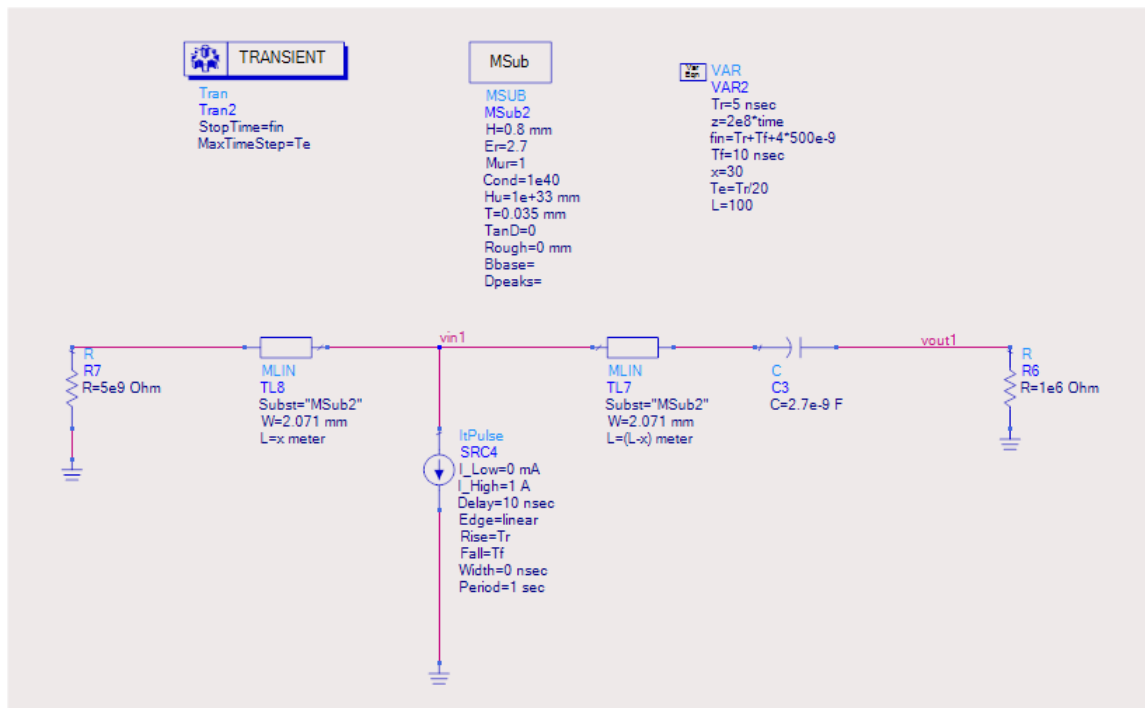 TRANSIENT
Tran
Tran2
StopTime=fin
MaxTimeStep=Te
MSub
MSUB
MSub2
H=0.8 mm
Er=2.7
Mur=1
Cond=1e40
Hu=1e+33 mm
T=0.035 mm
TanD=0
Rough=0 mm
Bbase=
Dpeaks=
Var
Eqn
VAR
VAR2
Tr=5 nsec
z=2e8*time
fin=Tr+Tf+4*500e-9
Tf=10 nsec
x=30
Te=Tr/20
L=100
R
R7
R=5e9 Ohm
MLIN
TL8
Subst="MSub2"
W=2.071 mm
L=x meter
vin1
ItPulse
SRC4
I_Low=0 mA
I_High=1 A
Delay=10 nsec
Edge=linear
Rise=Tr
Fall=Tf
Width=0 nsec
Period=1 sec
MLIN
TL7
Subst="MSub2"
W=2.071 mm
L=(L-x) meter
C
C3
C=2.7e-9 F
vout1
R
R6
R=1e6 Ohm